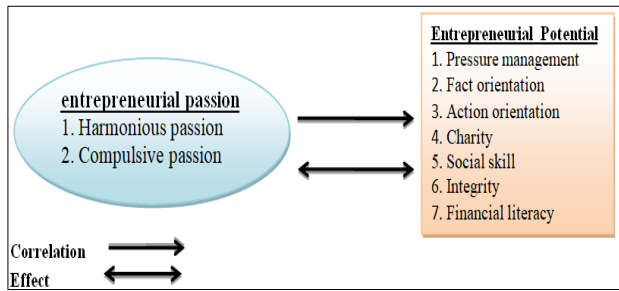 entrepreneurial passion
1. Harmonious passion
2. Compulsive passion
Entrepreneurial Potential
1. Pressure management
2. Fact orientation
3. Action orientation
4. Charity
5. Social skill
6. Integrity
7. Financial literacy
Correlation
Effect